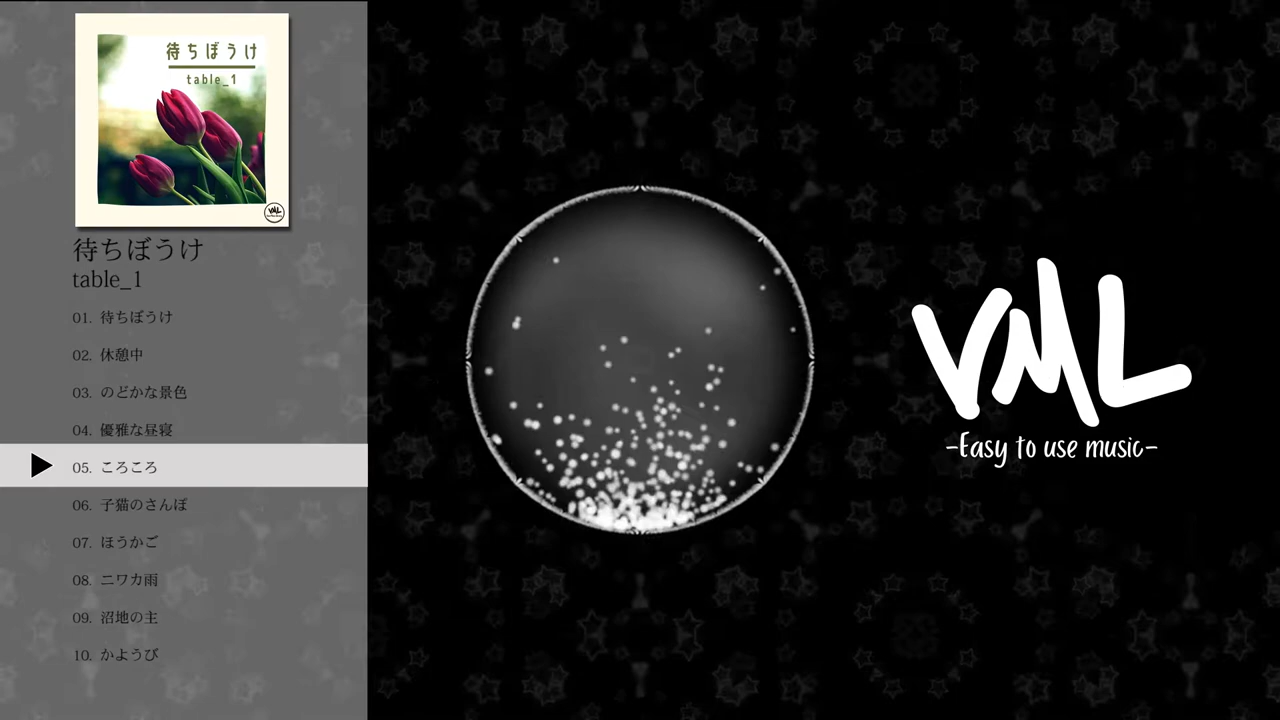 待ちぼうけ
table_1
VML
待ちぼうけ
table_1
01. 待ちぼうけ
02. 休憩中
03. のどかな景色
04. 優雅な昼寝
05. ころころ
06. 子猫のさんぽ
07. ほうかご
08. ニワカ雨
09. 沼地の主
10. かようび
VML
-Easy to use music-